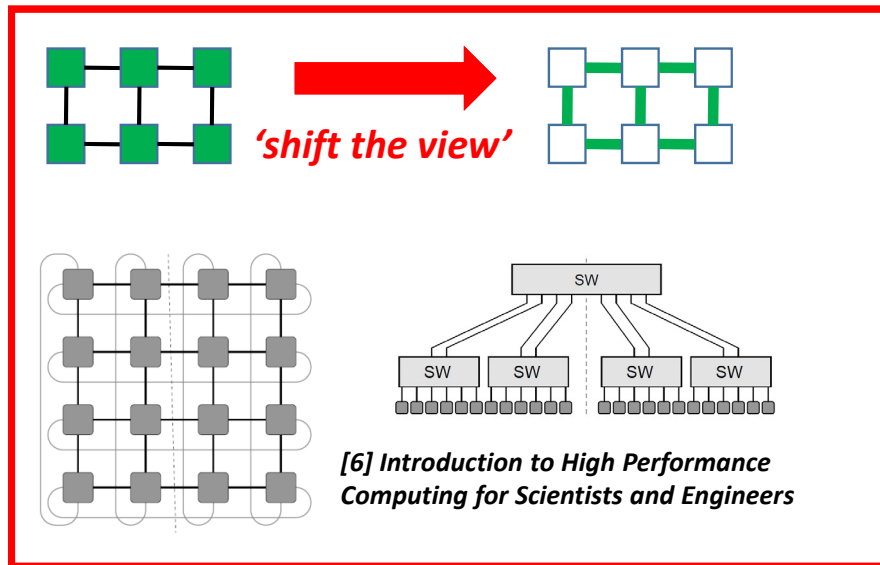 ‘shift the view’
SW
SW
SW
SW
SW
[6] Introduction to High Performance
Computing for Scientists and Engineers